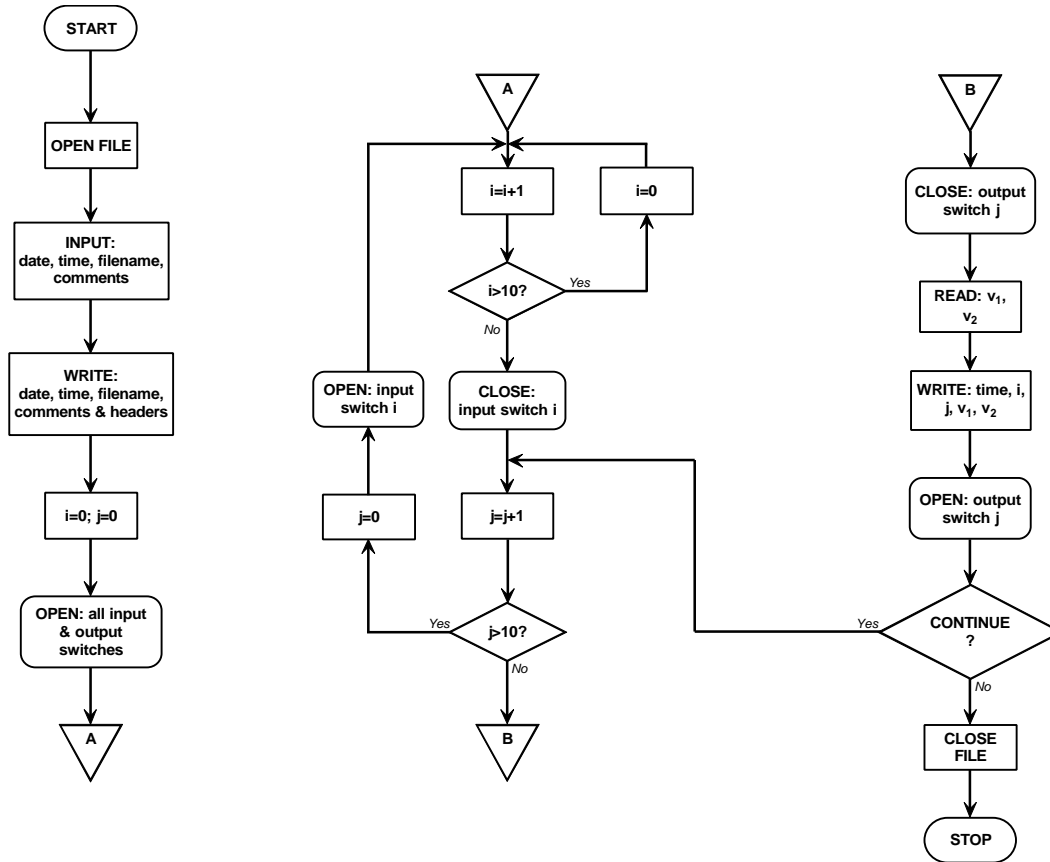 START
OPEN FILE
INPUT:
date, time, filename,
comments
WRITE:
date, time, filename,
comments & headers
i=0; j=0
OPEN: all input
& output
switches
A
A
i=i+1
i=0
i>10?
Yes
No
OPEN: input
switch i
CLOSE:
input switch i
j=0
j=j+1
j>10?
Yes
No
B
B
CLOSE: output
switch j
READ: v₁,
v₂
WRITE: time, i,
j, v₁, v₂
OPEN: output
switch j
CONTINUE
?
Yes
No
CLOSE
FILE
STOP